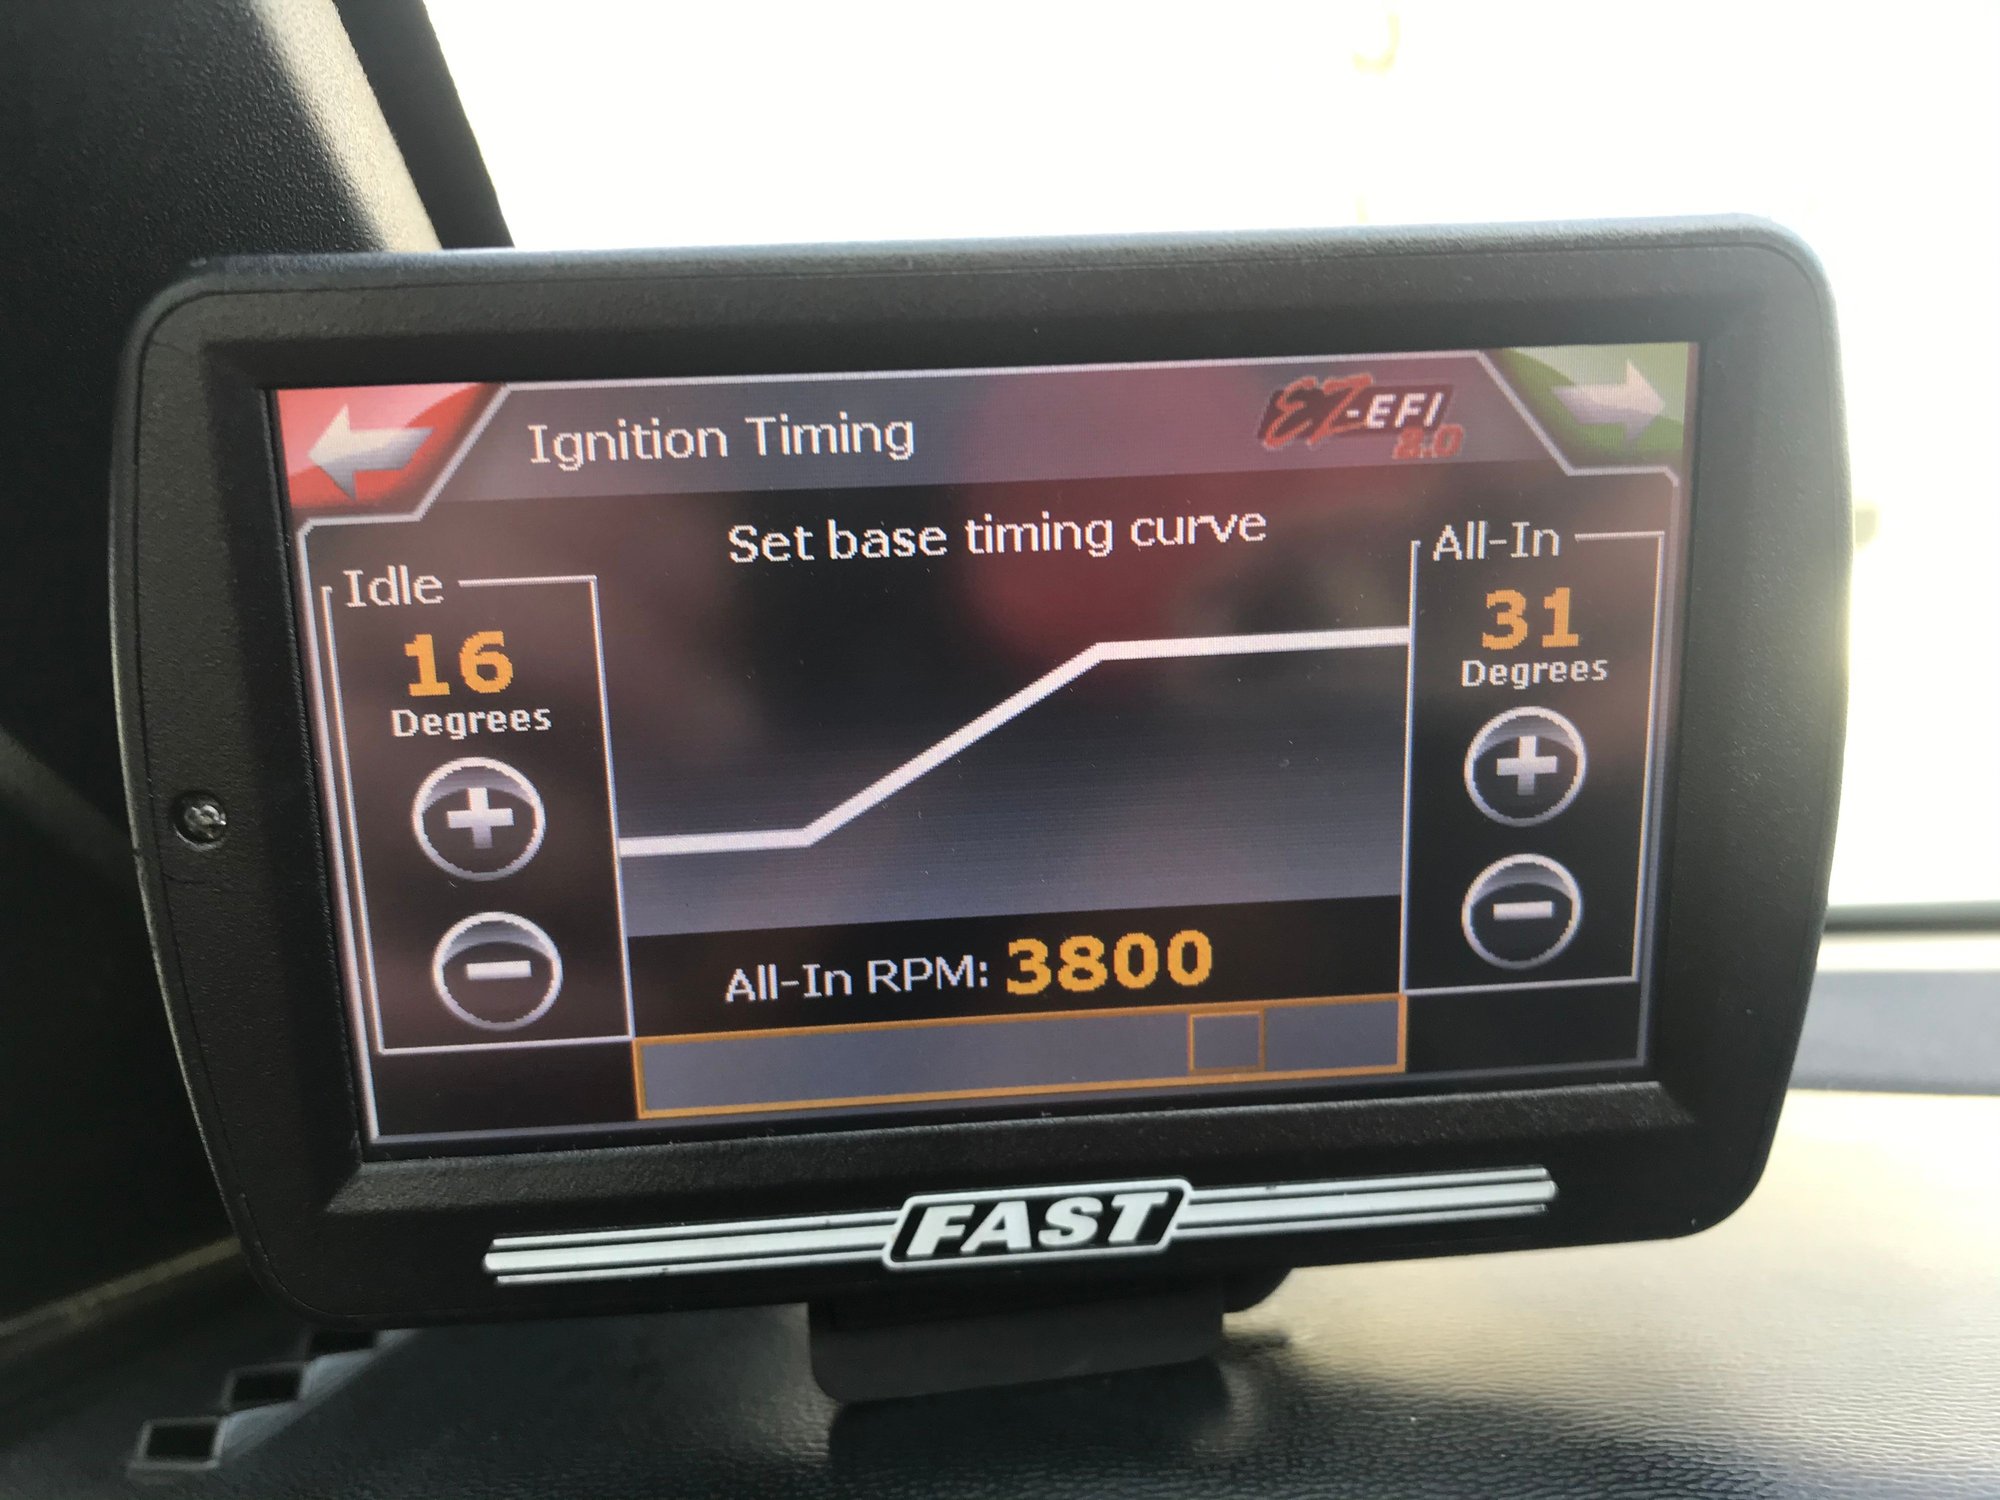 Ignition Timing
EZ-EFI
2.0
Set base timing curve
Idle
16
Degrees
+
-
All-In
31
Degrees
+
-
All-In RPM: 3800
FAST